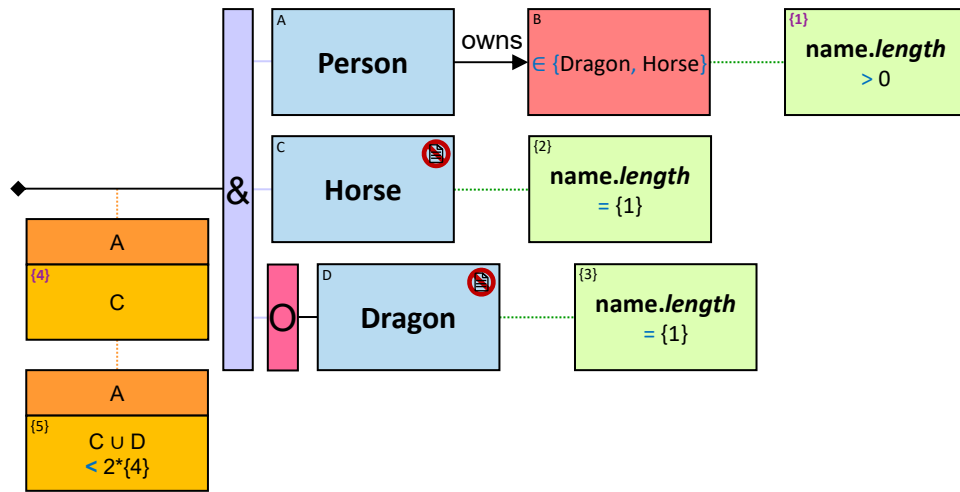 A
Person
owns
B
∈ {Dragon, Horse}
{1}
name.length
> 0
&
C
Horse
{2}
name.length
= {1}
A
{4}
C
O
D
Dragon
{3}
name.length
= {1}
A
{5}
C ∪ D
< 2*{4}